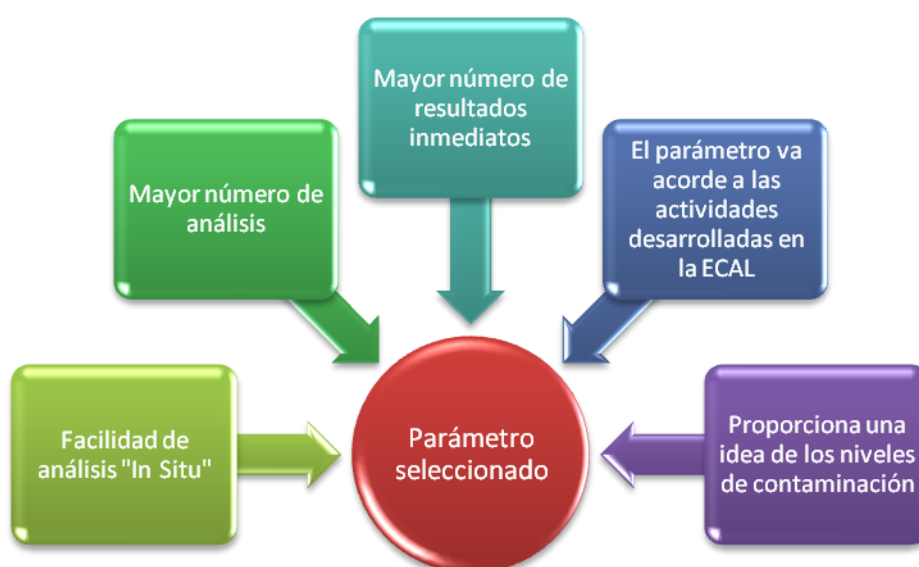 Mayor número de
resultados
inmediatos
Mayor número de
análisis
El parámetro va
acorde a las
actividades
desarrolladas en
la ECAL
Facilidad de
análisis "In Situ"
Parámetro
seleccionado
Proporciona una
idea de los niveles
de contaminación